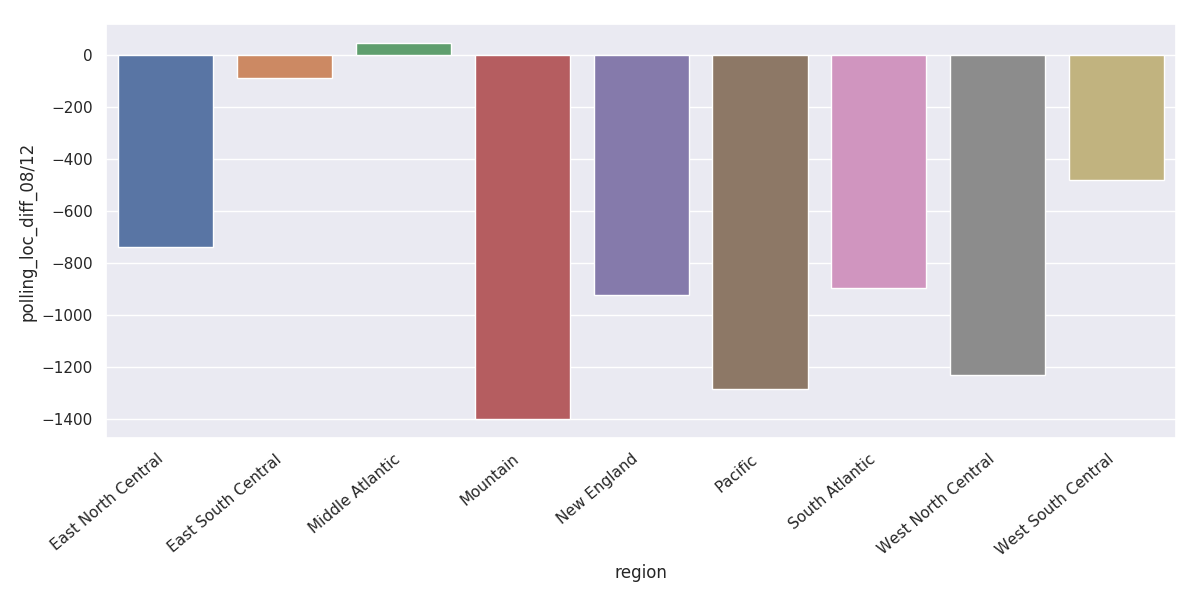 polling_loc_diff_08/12
0
−200
−400
−600
−800
−1000
−1200
−1400
East North Central
East South Central
Middle Atlantic
Mountain
New England
Pacific
South Atlantic
West North Central
West South Central
region